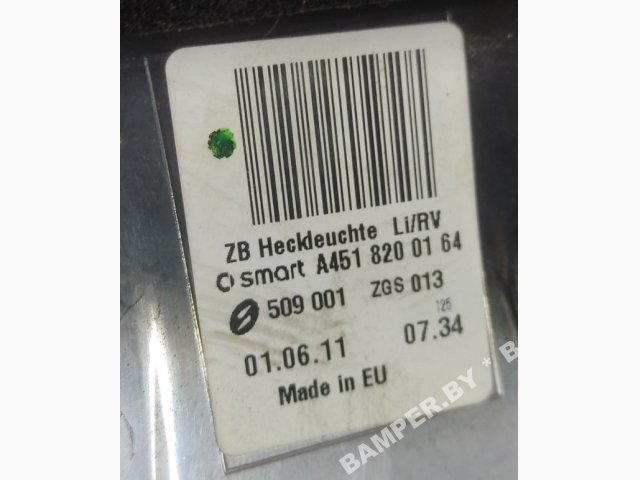 ZB Heckleuchte Li/RV
smart A451 820 01 64
509 001 ZGS 013
125
01.06.11 07.34
Made in EU
BAMPER.BY * B